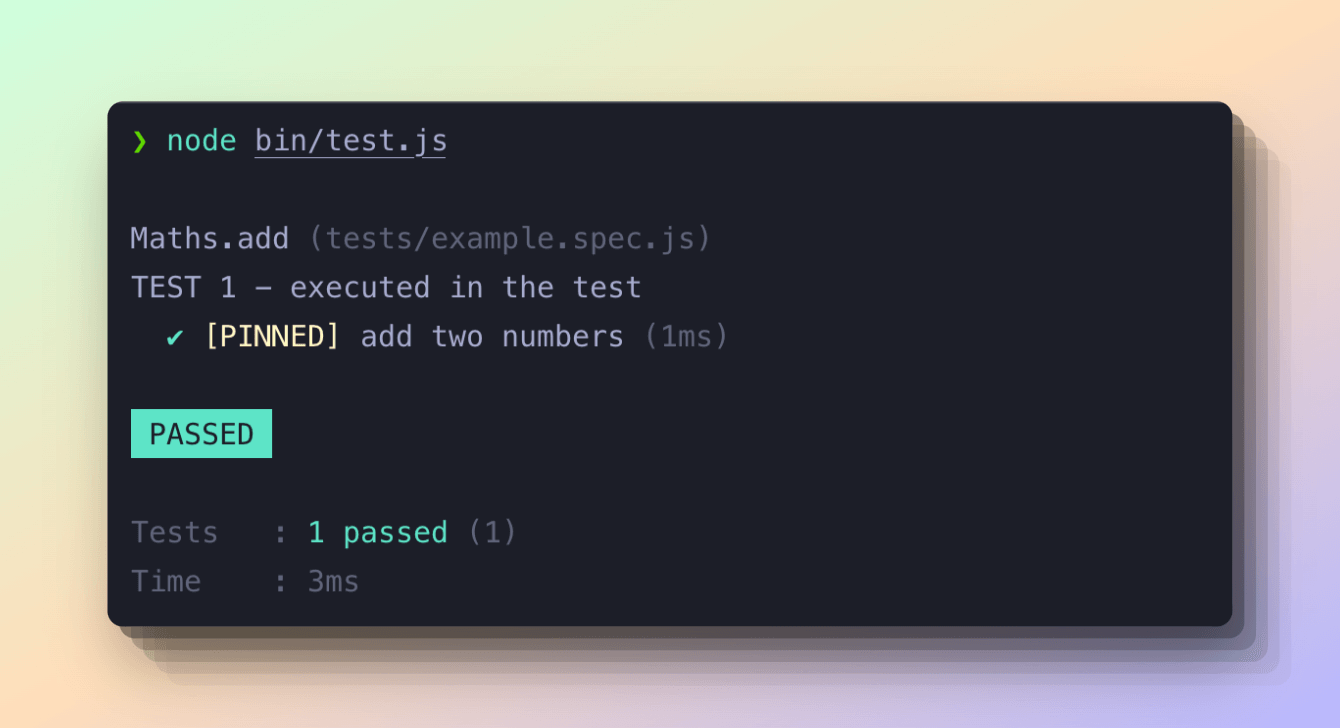 ❯ node bin/test.js
Maths.add (tests/example.spec.js)
TEST 1 – executed in the test
✔ [PINNED] add two numbers (1ms)
PASSED
Tests : 1 passed (1)
Time : 3ms